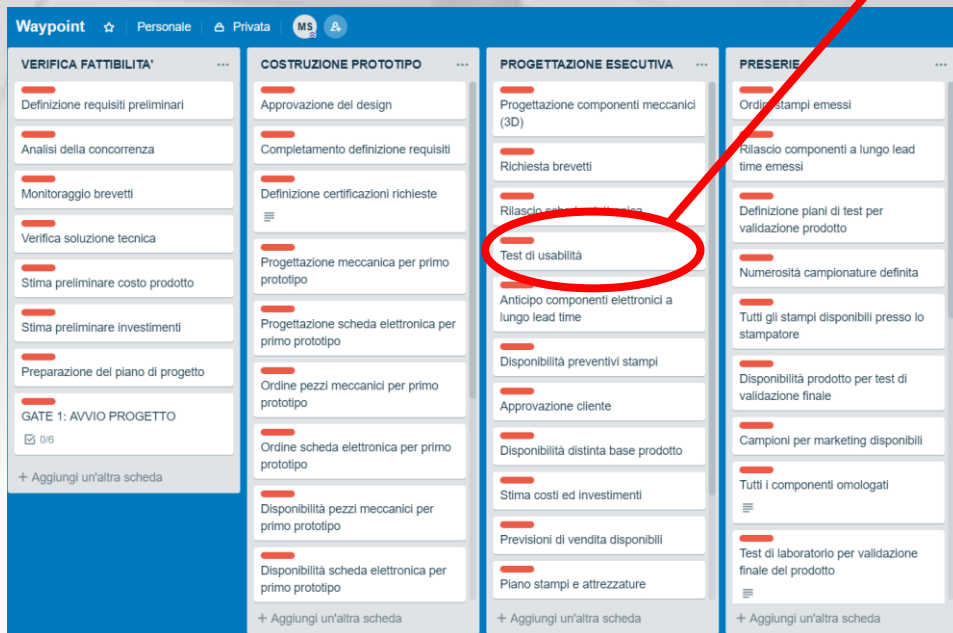 Waypoint Personale Privata MS
VERIFICA FATTIBILITA' ...
Definizione requisiti preliminari
Analisi della concorrenza
Monitoraggio brevetti
Verifica soluzione tecnica
Stima preliminare costo prodotto
Stima preliminare investimenti
Preparazione del piano di progetto
GATE 1: AVVIO PROGETTO
0/6
+ Aggiungi un'altra scheda
COSTRUZIONE PROTOTIPO ...
Approvazione del design
Completamento definizione requisiti
Definizione certificazioni richieste
Progettazione meccanica per primo
prototipo
Progettazione scheda elettronica per
primo prototipo
Ordine pezzi meccanici per primo
prototipo
Ordine scheda elettronica per primo
prototipo
Disponibilità pezzi meccanici per
primo prototipo
Disponibilità scheda elettronica per
primo prototipo
+ Aggiungi un'altra scheda
PROGETTAZIONE ESECUTIVA ...
Progettazione componenti meccanici
(3D)
Richiesta brevetti
Rilascio
Test di usabilità
Anticipo componenti elettronici a
lungo lead time
Disponibilità preventivi stampi
Approvazione cliente
Disponibilità distinta base prodotto
Stima costi ed investimenti
Previsioni di vendita disponibili
Piano stampi e attrezzature
+ Aggiungi un'altra scheda
PRESERIE ...
Ordini stampi emessi
Rilascio componenti a lungo lead
time emessi
Definizione piani di test per
validazione prodotto
Numerosità campionature definita
Tutti gli stampi disponibili presso lo
stampatore
Disponibilità prodotto per test di
validazione finale
Campioni per marketing disponibili
Tutti i componenti omologati
Test di laboratorio per validazione
finale del prodotto
+ Aggiungi un'altra scheda